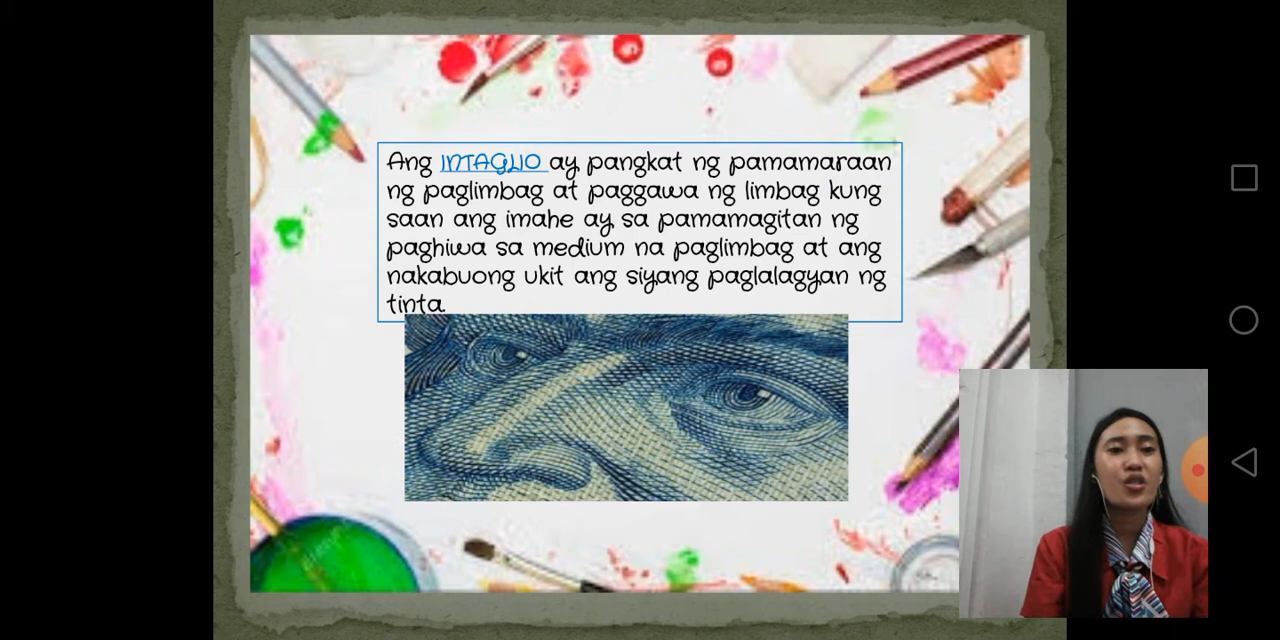 Ang INTAGLIO ay pangkat ng pamamaraan
ng paglimbag at paggawa ng limbag kung
saan ang imahe ay sa pamamagitan ng
paghiwa sa medium na paglimbag at ang
nakabuong ukit ang siyang paglalagyan ng
tinta.